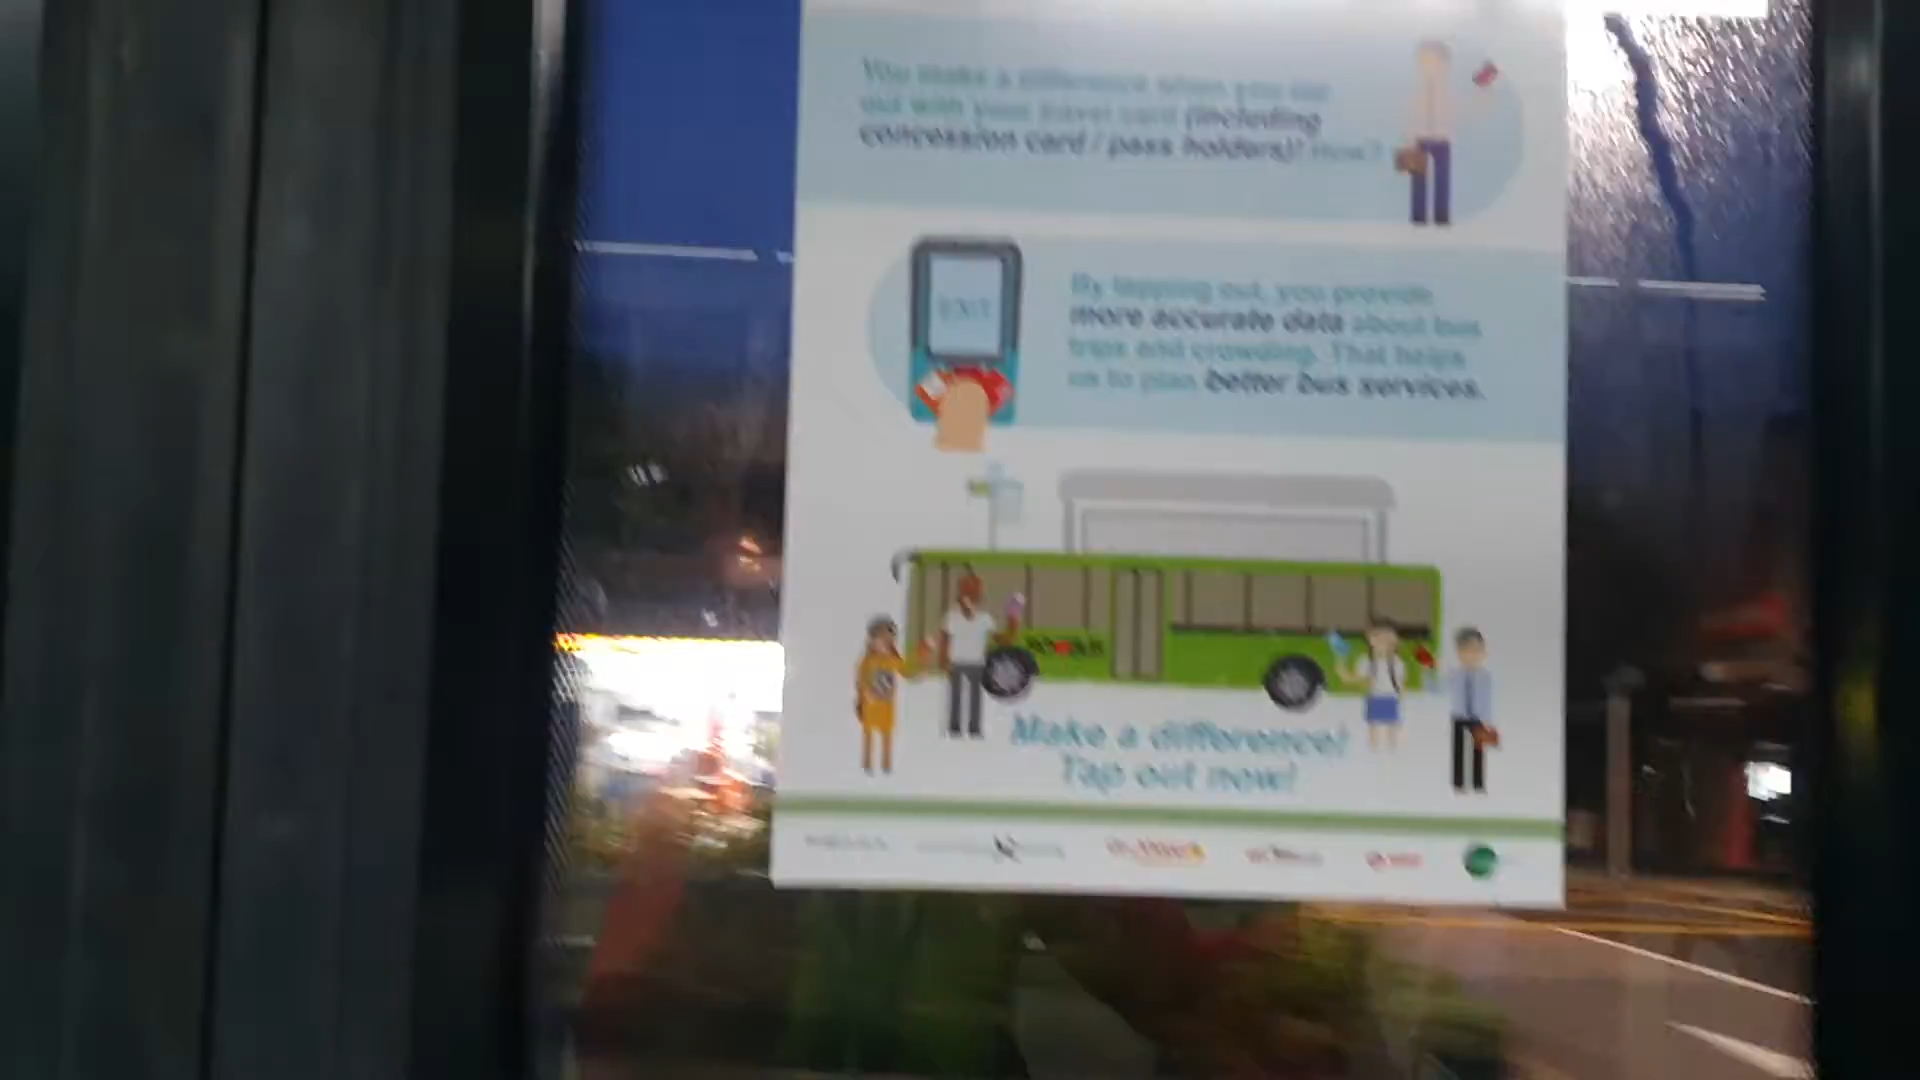 You make a difference when you tap
out with your travel card (including
concession card / pass holders)! How?
EXIT
By tapping out, you provide
more accurate data about bus
trips and crowding. That helps
us to plan better bus services.
Make a difference!
Tap out now!